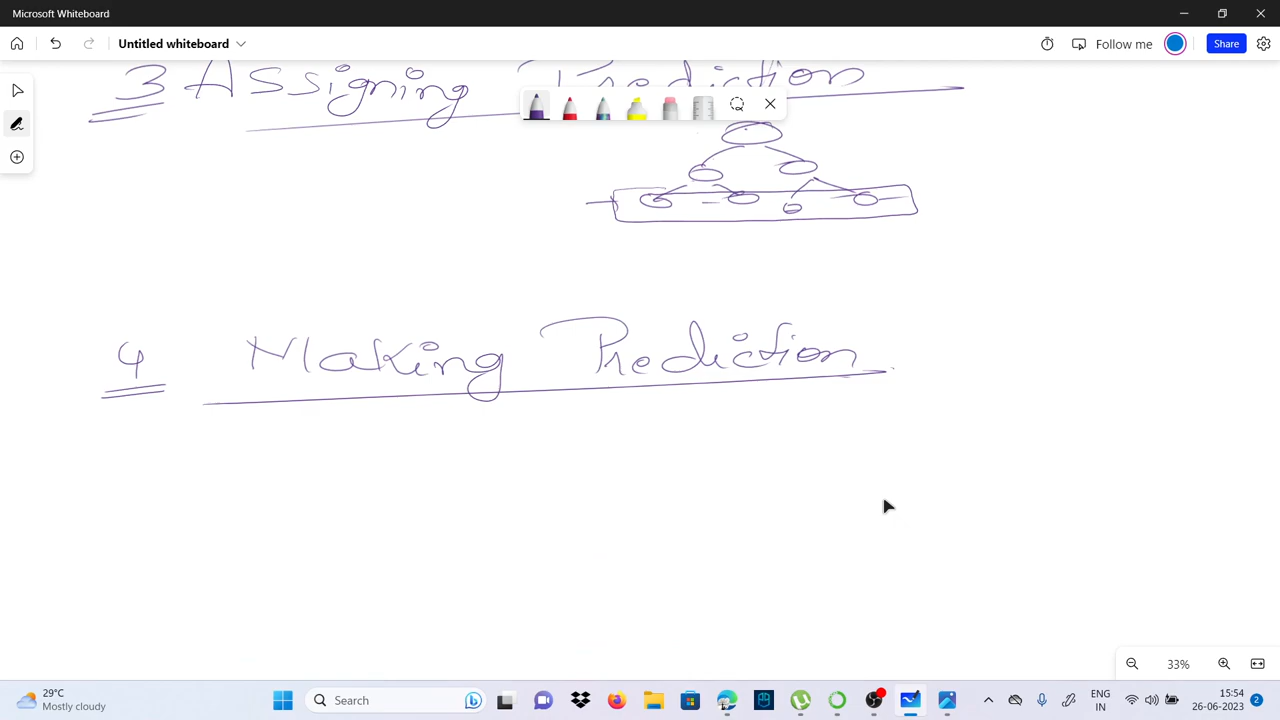 Microsoft Whiteboard
Untitled whiteboard
Follow me
Share
3 Assigning Prediction
4 Making Prediction
33%
29°C
Mostly cloudy
Search
ENG
IN
15:54
26-06-2023
2